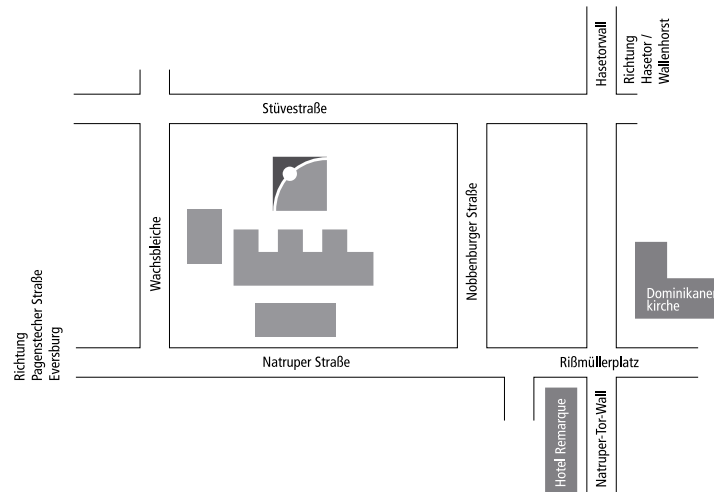 Hasetorwall
Richtung
Hasetor /
Wallenhorst
Stüvestraße
Wachsbleiche
Nobbenburger Straße
Dominikaner
kirche
Richtung
Pagenstecher Straße
Eversburg
Natruper Straße
Rißmüllerplatz
Hotel Remarque
Natruper-Tor-Wall